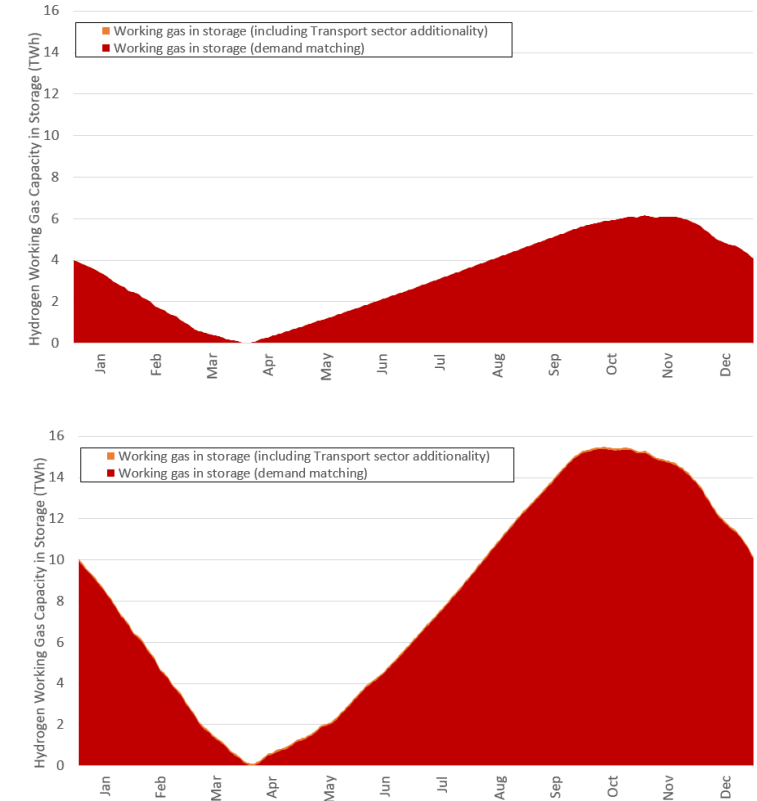 16
Working gas in storage (including Transport sector additionality)
Working gas in storage (demand matching)
14
12
10
8
6
4
2
0
Hydrogen Working Gas Capacity in Storage (TWh)
Jan Feb Mar Apr May Jun Jul Aug Sep Oct Nov Dec
16
Working gas in storage (including Transport sector additionality)
Working gas in storage (demand matching)
14
12
10
8
6
4
2
0
Hydrogen Working Gas Capacity in Storage (TWh)
Jan Feb Mar Apr May Jun Jul Aug Sep Oct Nov Dec